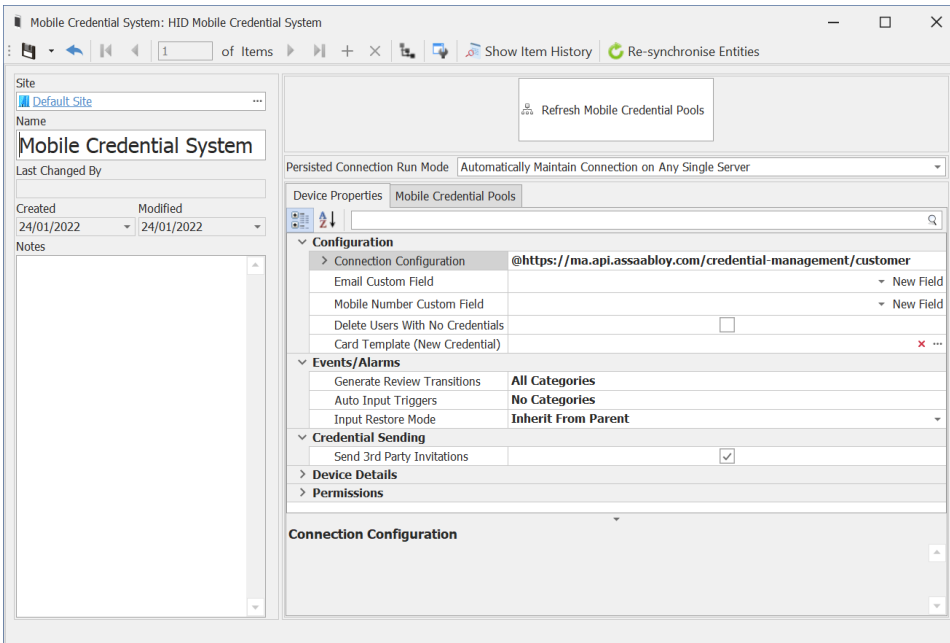 Mobile Credential System: HID Mobile Credential System
1 of Items Show Item History Re-synchronise Entities
Site
Default Site ...
Name
Mobile Credential System
Last Changed By
Created Modified
24/01/2022 24/01/2022
Notes
Refresh Mobile Credential Pools
Persisted Connection Run Mode Automatically Maintain Connection on Any Single Server
Device Properties Mobile Credential Pools
Configuration
Connection Configuration @https://ma.api.assaabloy.com/credential-management/customer
Email Custom Field New Field
Mobile Number Custom Field New Field
Delete Users With No Credentials
Card Template (New Credential) ...
Events/Alarms
Generate Review Transitions All Categories
Auto Input Triggers No Categories
Input Restore Mode Inherit From Parent
Credential Sending
Send 3rd Party Invitations
Device Details
Permissions
Connection Configuration